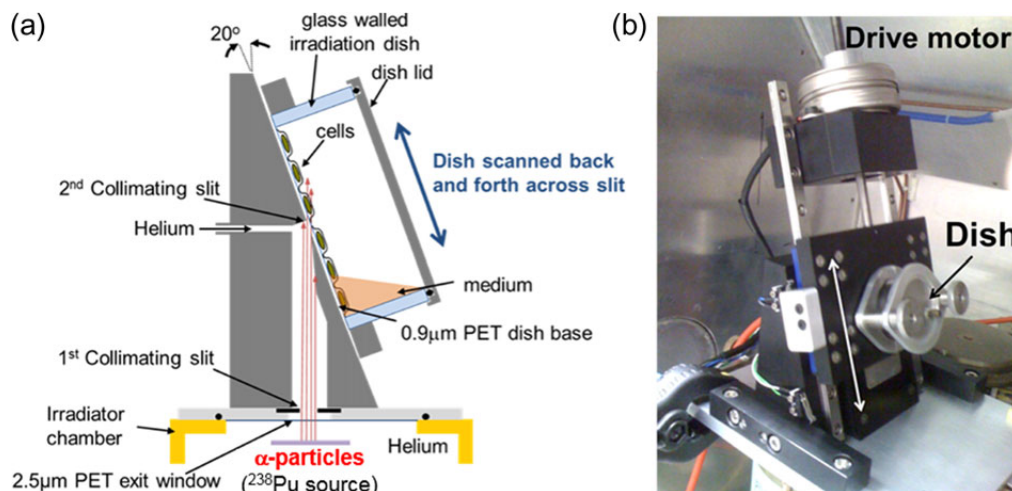 (a)
20°
glass walled
irradiation dish
dish lid
cells
2nd Collimating slit
Helium
Dish scanned back
and forth across slit
medium
0.9μm PET dish base
1st Collimating slit
Irradiator
chamber
Helium
α-particles
2.5μm PET exit window
(238Pu source)
(b)
Drive motor
Dish